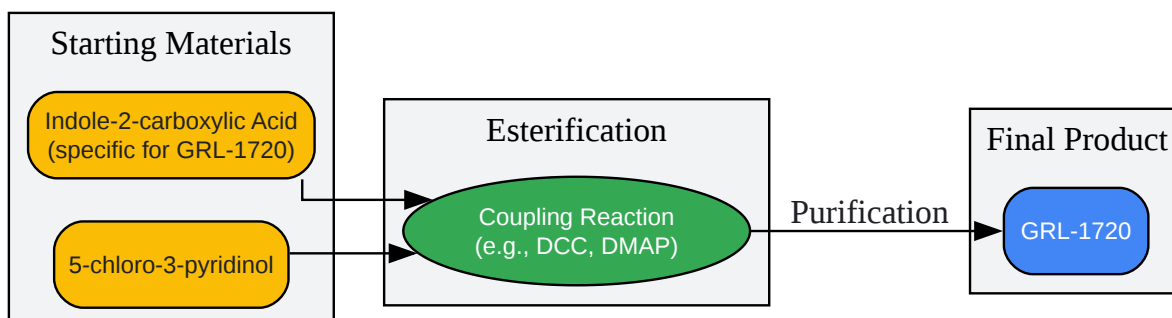 Starting Materials
Indole-2-carboxylic Acid
(specific for GRL-1720)
5-chloro-3-pyridinol
Esterification
Coupling Reaction
(e.g., DCC, DMAP)
Purification
Final Product
GRL-1720